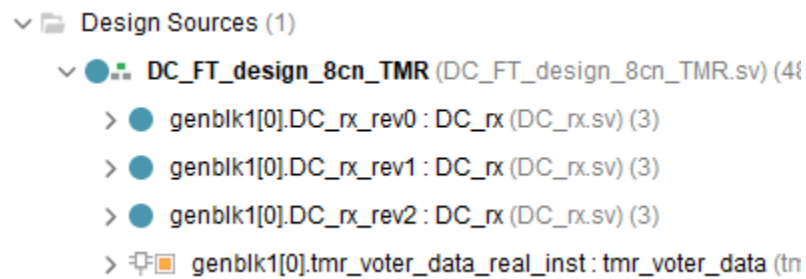 Design Sources (1)
DC_FT_design_8cn_TMR (DC_FT_design_8cn_TMR.sv) (48
genblk1[0].DC_rx_rev0 : DC_rx (DC_rx.sv) (3)
genblk1[0].DC_rx_rev1 : DC_rx (DC_rx.sv) (3)
genblk1[0].DC_rx_rev2 : DC_rx (DC_rx.sv) (3)
genblk1[0].tmr_voter_data_real_inst : tmr_voter_data (tm